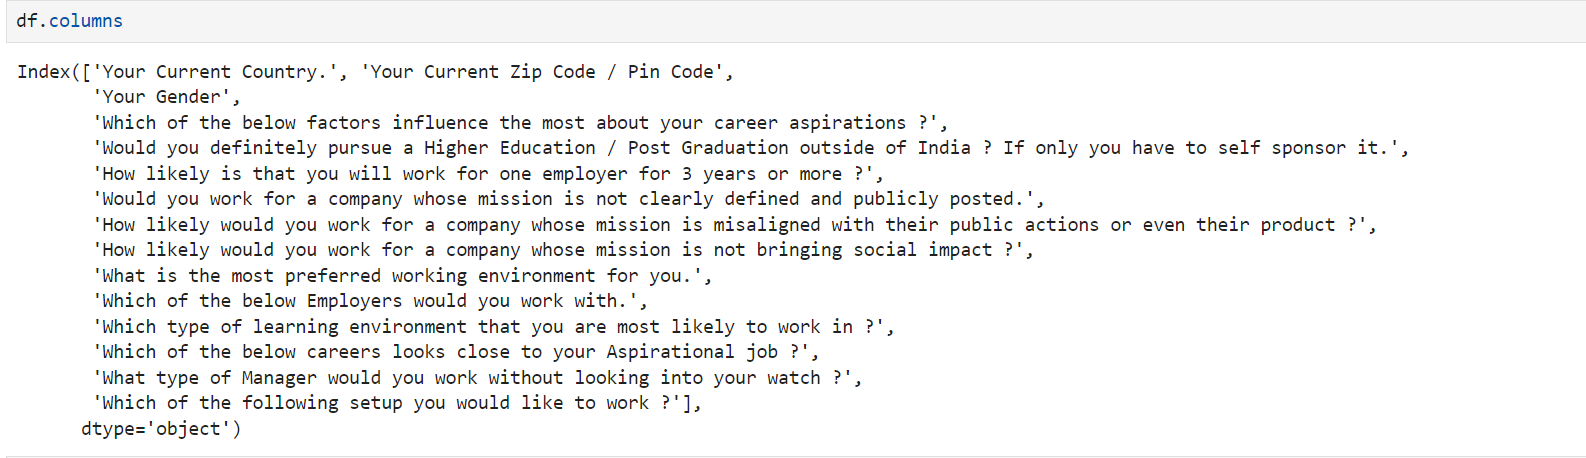 df.columns
Index(['Your Current Country.', 'Your Current Zip Code / Pin Code',
'Your Gender',
'Which of the below factors influence the most about your career aspirations ?',
'Would you definitely pursue a Higher Education / Post Graduation outside of India ? If only you have to self sponsor it.',
'How likely is that you will work for one employer for 3 years or more ?',
'Would you work for a company whose mission is not clearly defined and publicly posted.',
'How likely would you work for a company whose mission is misaligned with their public actions or even their product ?',
'How likely would you work for a company whose mission is not bringing social impact ?',
'What is the most preferred working environment for you.',
'Which of the below Employers would you work with.',
'Which type of learning environment that you are most likely to work in ?',
'Which of the below careers looks close to your Aspirational job ?',
'What type of Manager would you work without looking into your watch ?',
'Which of the following setup you would like to work ?'],
dtype='object')